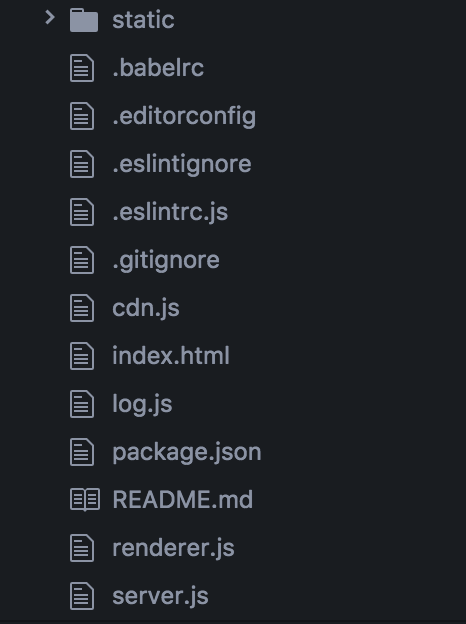 static
.babelrc
.editorconfig
.eslintignore
.eslintrc.js
.gitignore
cdn.js
index.html
log.js
package.json
README.md
renderer.js
server.js